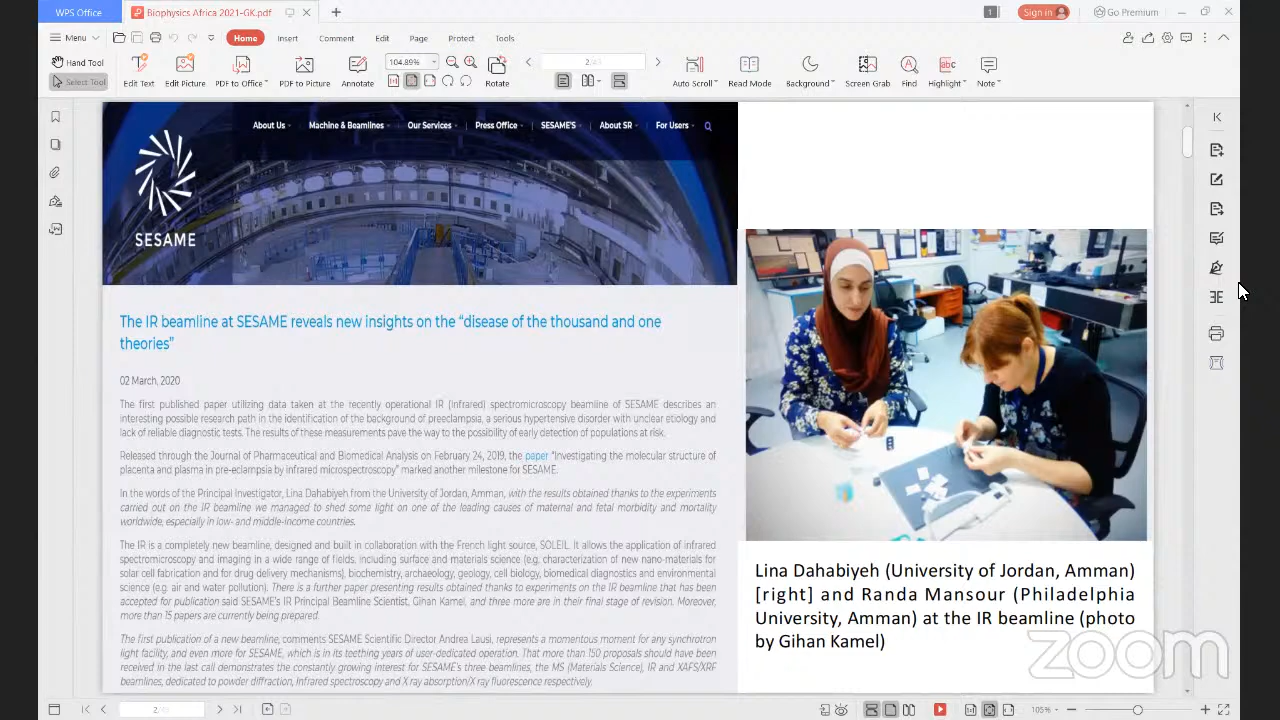 WPS Office
Biophysics Africa 2021-GK.pdf
1
Sign in
Go Premium
Menu
Home
Insert
Comment
Edit
Page
Protect
Tools
Hand Tool
Select Tool
Edit Text
Edit Picture
PDF to Office
PDF to Picture
Annotate
104.89%
Rotate
Auto Scroll
Read Mode
Background
Screen Grab
Find
Highlight
Note
About Us
Machine & Beamlines
Our Services
Press Office
SESAME'S
About SR
For Users
SESAME
The IR beamline at SESAME reveals new insights on the “disease of the thousand and one
theories”
02 March, 2020
The first published paper utilizing data taken at the recently operational IR (Infrared) spectromicroscopy beamline of SESAME describes an
interesting possible research path in the identification of the background of preeclampsia, a serious hypertensive disorder with unclear etiology and
lack of reliable diagnostic tests. The results of these measurements pave the way to the possibility of early detection of populations at risk.
Released through the Journal of Pharmaceutical and Biomedical Analysis on February 24, 2019, the paper “Investigating the molecular structure of
placenta and plasma in pre-eclampsia by infrared microspectroscopy” marked another milestone for SESAME.
In the words of the Principal Investigator, Lina Dahabiyeh from the University of Jordan, Amman, with the results obtained thanks to the experiments
carried out on the IR beamline we managed to shed some light on one of the leading causes of maternal and fetal morbidity and mortality
worldwide, especially in low- and middle-income countries.
The IR is a completely new beamline, designed and built in collaboration with the French light source, SOLEIL. It allows the application of infrared
spectromicroscopy and imaging in a wide range of fields, including surface and materials science (e.g. characterization of new nano-materials for
solar cell fabrication and for drug delivery mechanisms), biochemistry, archaeology, geology, cell biology, biomedical diagnostics and environmental
science (e.g. air and water pollution). There is a further paper presenting results obtained thanks to experiments on the IR beamline that has been
accepted for publication said SESAME's IR Principal Beamline Scientist, Gihan Kamel, and three more are in their final stage of revision. Moreover,
more than 15 papers are currently being prepared.
The first publication of a new beamline, comments SESAME Scientific Director Andrea Lausi, represents a momentous moment for any synchrotron
light facility, and even more for SESAME, which is in its teething years of user-dedicated operation. That more than 150 proposals should have been
received in the last call demonstrates the constantly growing interest for SESAME's three beamlines, the MS (Materials Science), IR and XAFS/XRF
beamlines, dedicated to powder diffraction, Infrared spectroscopy and X ray absorption/X ray fluorescence respectively.
Lina Dahabiyeh (University of Jordan, Amman)
[right] and Randa Mansour (Philadelphia
University, Amman) at the IR beamline (photo
by Gihan Kamel)
zoom
105%